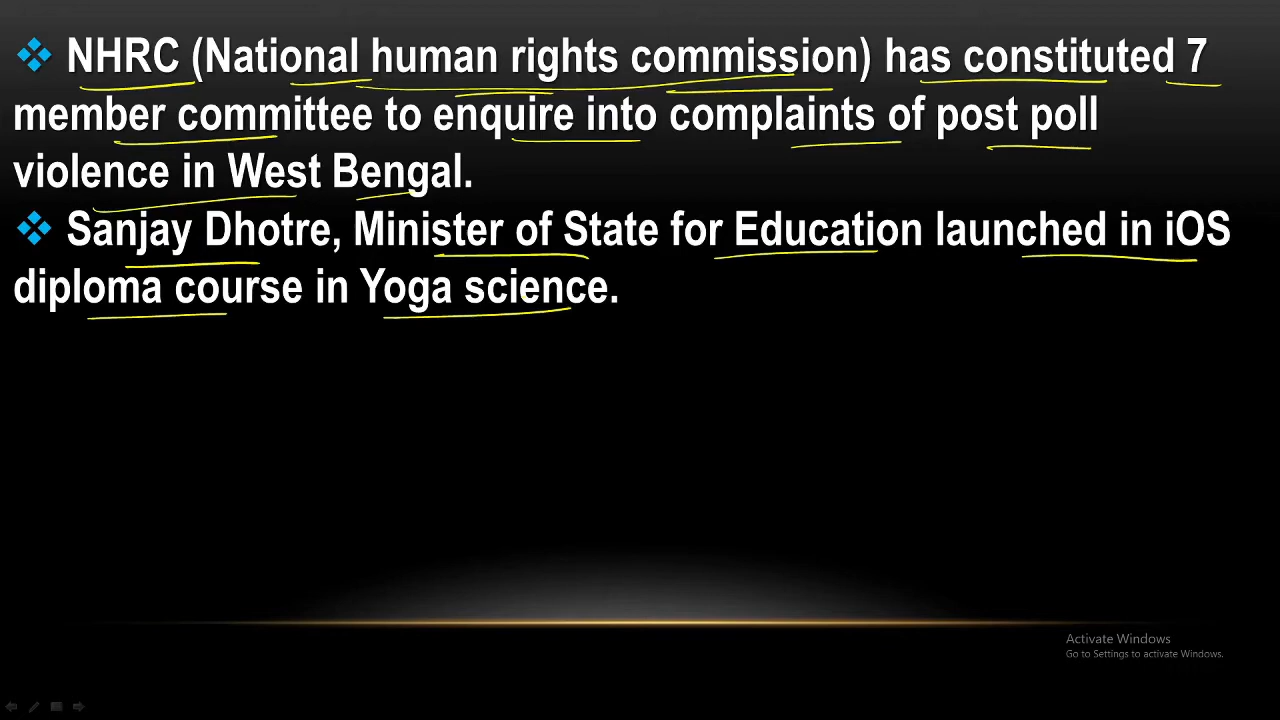 NHRC (National human rights commission) has constituted 7
member committee to enquire into complaints of post poll
violence in West Bengal.
Sanjay Dhotre, Minister of State for Education launched in iOS
diploma course in Yoga science.
Activate Windows
Go to Settings to activate Windows.